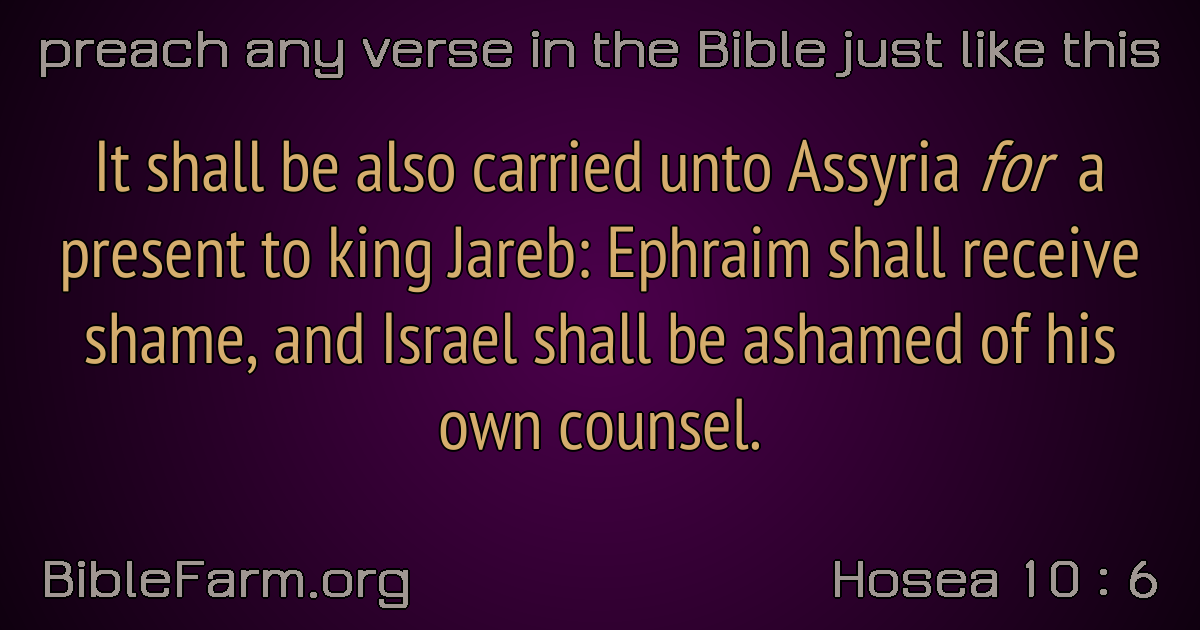 preach any verse in the Bible just like this
It shall be also carried unto Assyria for a
present to king Jareb: Ephraim shall receive
shame, and Israel shall be ashamed of his
own counsel.
BibleFarm.org
Hosea 10 : 6